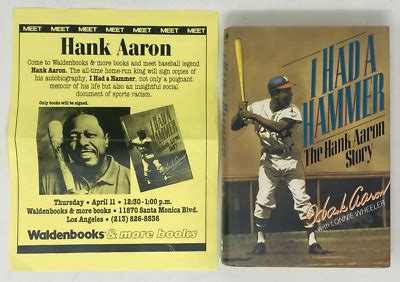 MEET MEET MEET MEET MEET MEET
Hank Aaron
Come to Waldenbooks & more books and meet baseball legend
Hank Aaron. The all-time home-run king will sign copies of
his autobiography, I Had a Hammer, not only a poignant
memoir of his life but also an insightful social
document of sports racism.
Only books will be signed.
I HAD A
HAMMER
Thursday • April 11 • 12:30-1:00 p.m.
Waldenbooks & more books • 11870 Santa Monica Blvd.
Los Angeles • (213) 826-8536
Waldenbooks & more books
I HAD A
HAMMER
The Hank Aaron
Story
Hank Aaron
with LONNIE WHEELER